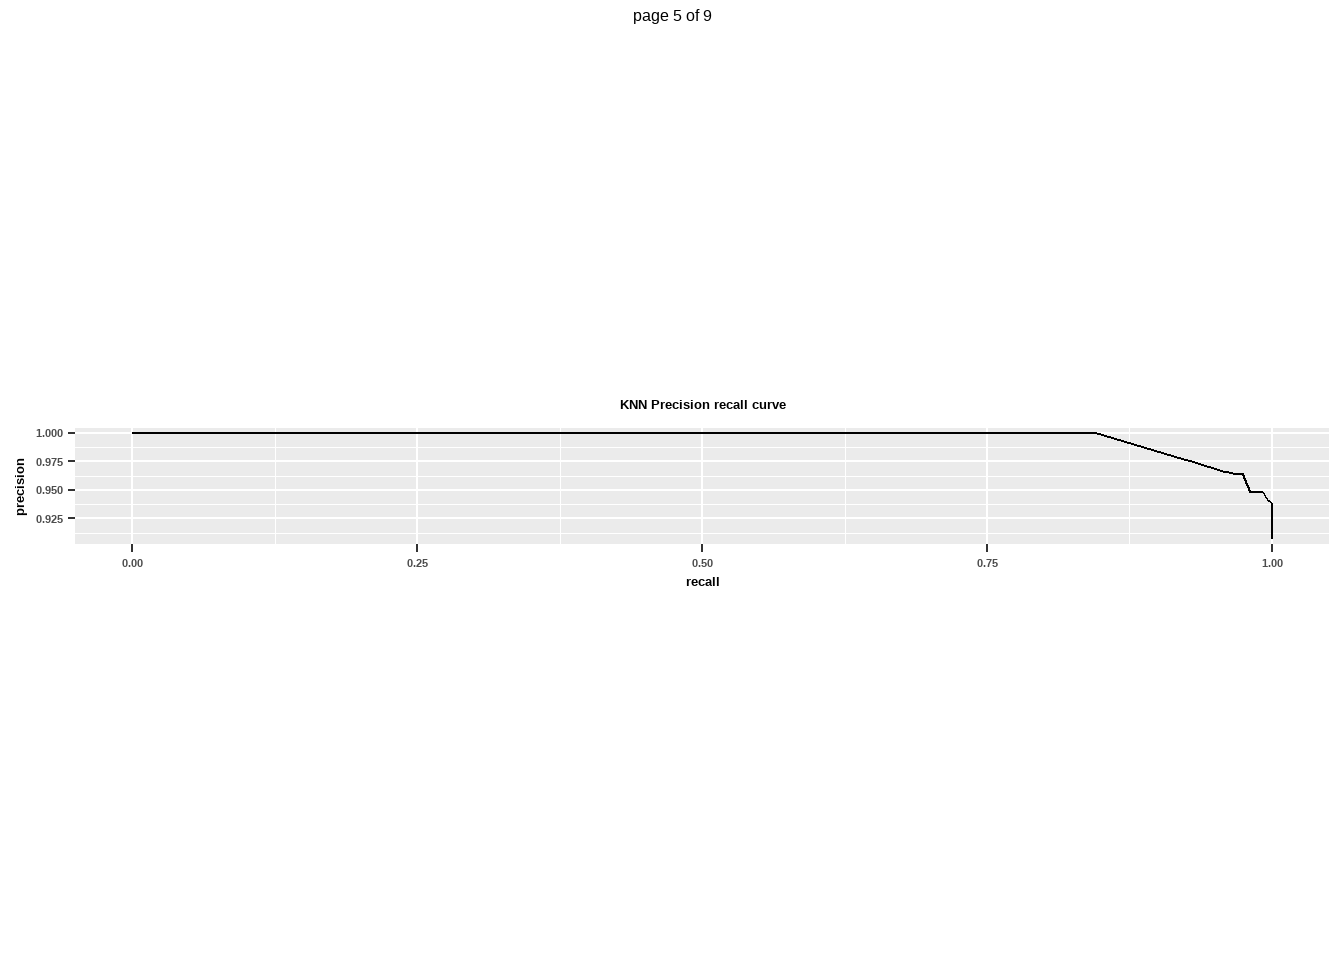 page 5 of 9
KNN Precision recall curve
precision
1.000
0.975
0.950
0.925
0.00 0.25 0.50 0.75 1.00
recall